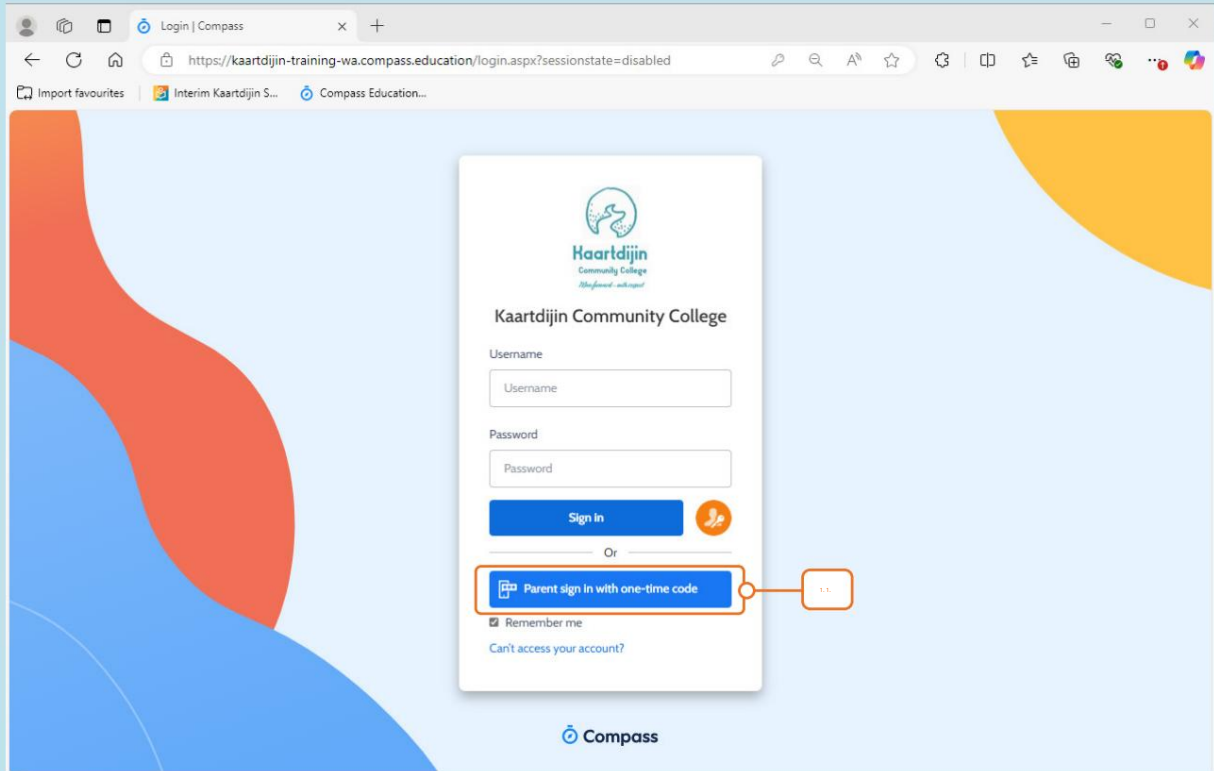 Login | Compass
https://kaartdijin-training-wa.compass.education/login.aspx?sessionstate=disabled
Import favourites
Interim Kaartdijin S...
Compass Education...
Kaartdijin
Community College
Kaartdijin Community College
Username
Username
Password
Password
Sign in
Or
Parent sign in with one-time code
1. 1.
Remember me
Can't access your account?
Compass